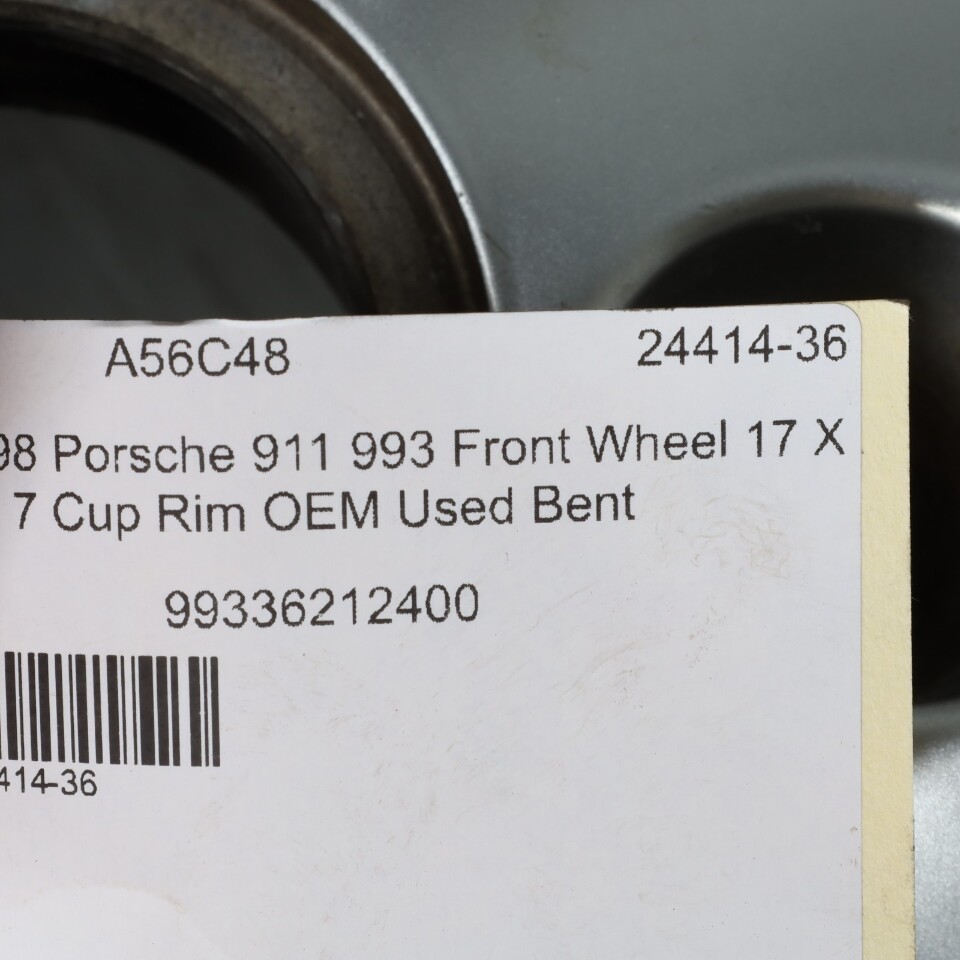 A56C48 24414-36
98 Porsche 911 993 Front Wheel 17 X
7 Cup Rim OEM Used Bent
99336212400
414-36